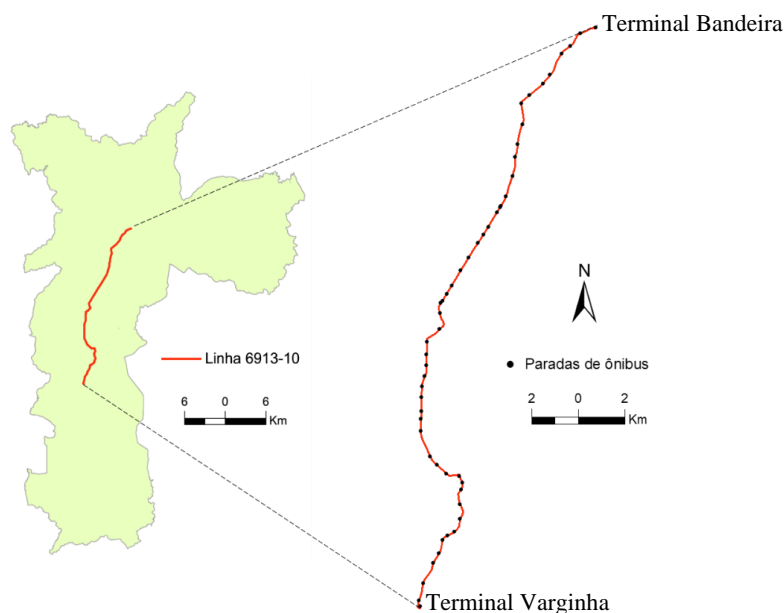 Terminal Bandeira
N
Linha 6913-10
Paradas de ônibus
6 0 6
Km
2 0 2
Km
Terminal Varginha